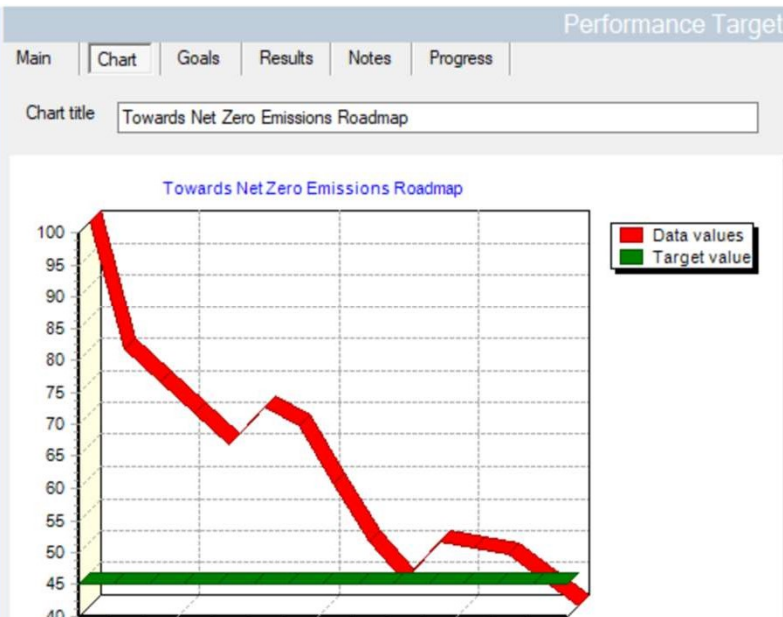 Performance Target
Main Chart Goals Results Notes Progress
Chart title Towards Net Zero Emissions Roadmap
Towards Net Zero Emissions Roadmap
Data values
Target value
100
95
90
85
80
75
70
65
60
55
50
45
40